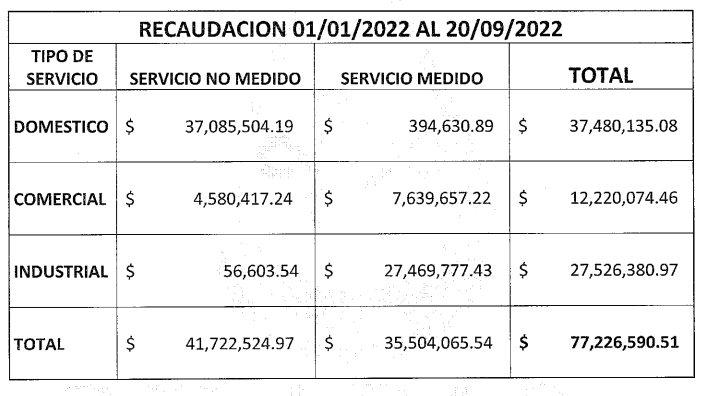 RECAUDACION 01/01/2022 AL 20/09/2022
TIPO DE
SERVICIO SERVICIO NO MEDIDO SERVICIO MEDIDO TOTAL
DOMESTICO $ 37,085,504.19 $ 394,630.89 $ 37,480,135.08
COMERCIAL $ 4,580,417.24 $ 7,639,657.22 $ 12,220,074.46
INDUSTRIAL $ 56,603.54 $ 27,469,777.43 $ 27,526,380.97
TOTAL $ 41,722,524.97 $ 35,504,065.54 $ 77,226,590.51